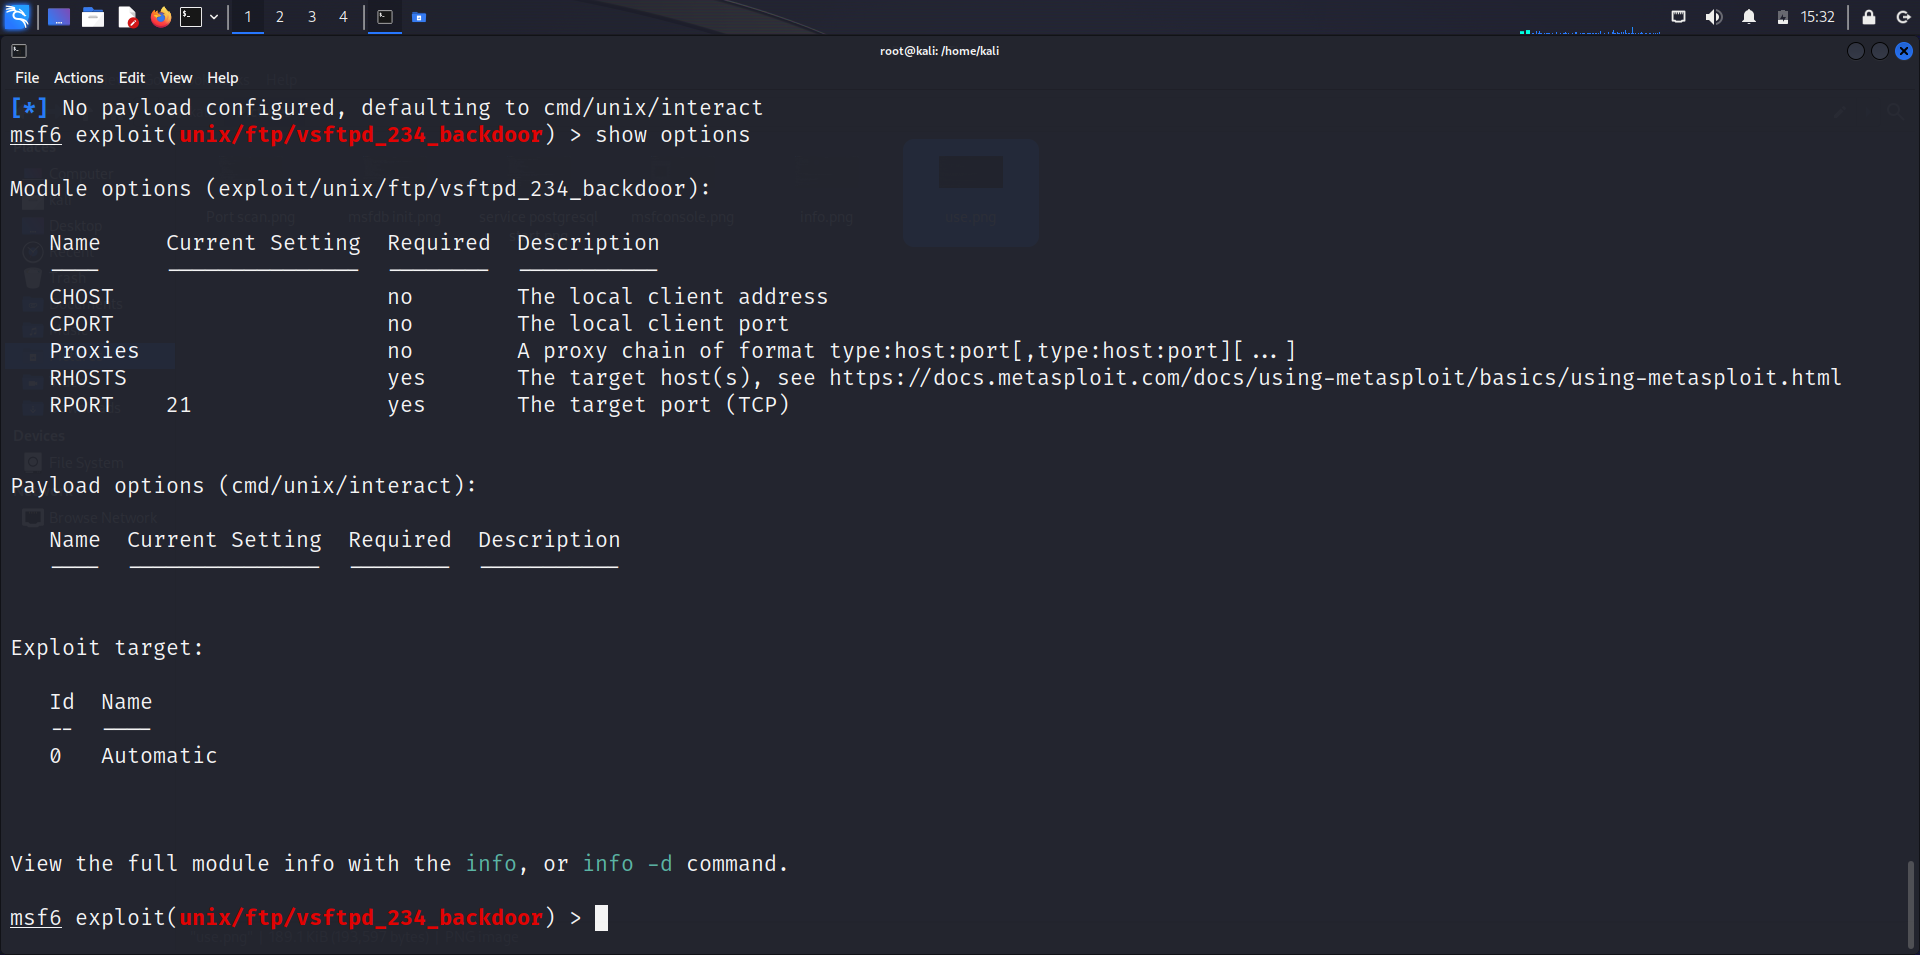 1 2 3 4 15:32
root@kali: /home/kali
File Actions Edit View Help
[*] No payload configured, defaulting to cmd/unix/interact
msf6 exploit(unix/ftp/vsftpd_234_backdoor) > show options
Module options (exploit/unix/ftp/vsftpd_234_backdoor):
Name Current Setting Required Description
CHOST no The local client address
CPORT no The local client port
Proxies no A proxy chain of format type:host:port[,type:host:port][...]
RHOSTS yes The target host(s), see https://docs.metasploit.com/docs/using-metasploit/basics/using-metasploit.html
RPORT 21 yes The target port (TCP)
Devices
File System
Payload options (cmd/unix/interact):
Browse Network
Name Current Setting Required Description
Exploit target:
Id Name
-- ----
0 Automatic
View the full module info with the info, or info -d command.
msf6 exploit(unix/ftp/vsftpd_234_backdoor) >